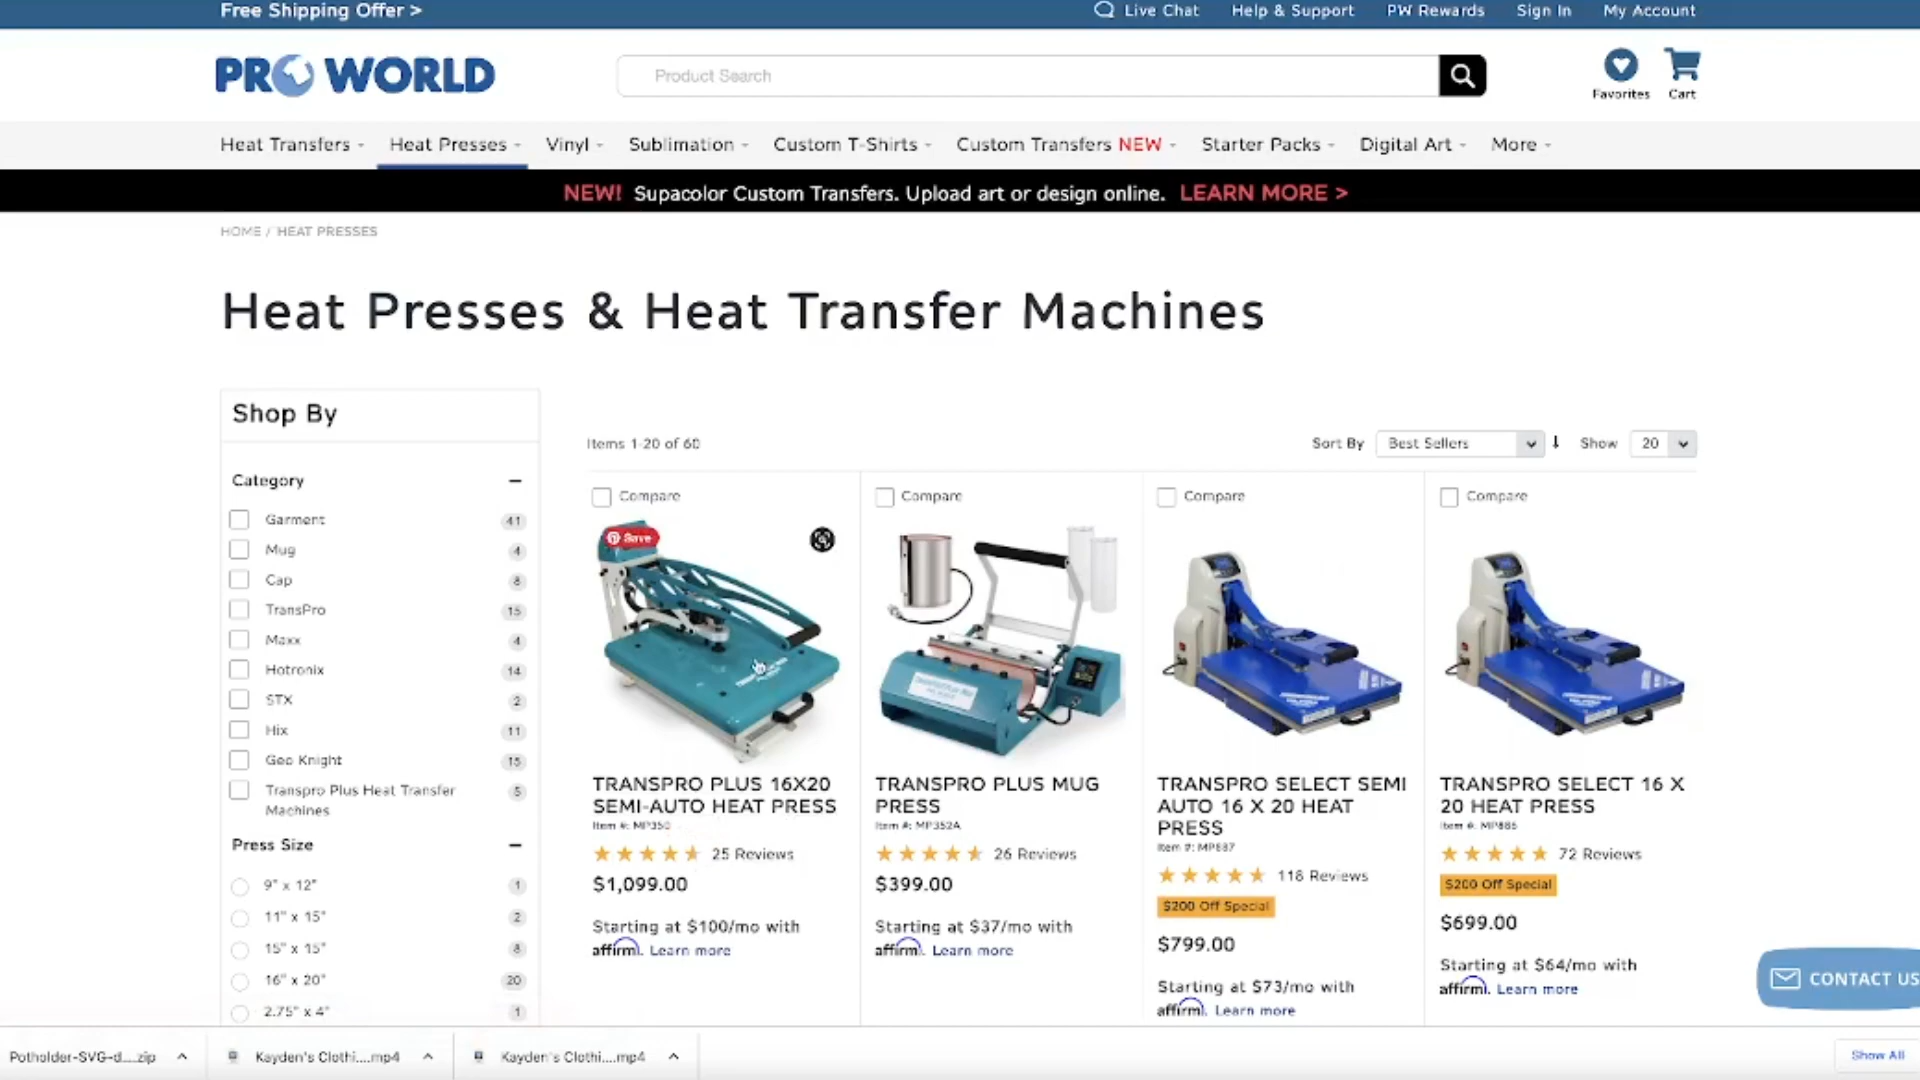 Free Shipping Offer >
Live Chat
Help & Support
PW Rewards
Sign In
My Account
PRO WORLD
Product Search
Favorites
Cart
Heat Transfers
Heat Presses
Vinyl
Sublimation
Custom T-Shirts
Custom Transfers NEW
Starter Packs
Digital Art
More
NEW! Supacolor Custom Transfers. Upload art or design online. LEARN MORE >
HOME / HEAT PRESSES
Heat Presses & Heat Transfer Machines
Shop By
Category
Garment 41
Mug 4
Cap 8
TransPro 15
Maxx 4
Hotronix 14
STX 2
Hix 11
Geo Knight 15
Transpro Plus Heat Transfer 5
Machines
Press Size
9" x 12" 1
11" x 15" 2
15" x 15" 8
16" x 20" 20
2.75" x 4" 1
Items 1-20 of 60
Sort By Best Sellers
Show 20
Compare
Save
TRANSPRO PLUS 16X20
SEMI-AUTO HEAT PRESS
Item #: MP350
25 Reviews
$1,099.00
Starting at $100/mo with
affirm. Learn more
Compare
TRANSPRO PLUS MUG
PRESS
Item #: MP352A
26 Reviews
$399.00
Starting at $37/mo with
affirm. Learn more
Compare
TRANSPRO SELECT SEMI
AUTO 16 X 20 HEAT
PRESS
Item #: MP887
118 Reviews
$200 Off Special
$799.00
Starting at $73/mo with
affirm. Learn more
Compare
TRANSPRO SELECT 16 X
20 HEAT PRESS
Item #: MP886
72 Reviews
$200 Off Special
$699.00
Starting at $64/mo with
affirm. Learn more
CONTACT US
Potholder-SVG-d....zip
Kayden's Clothi....mp4
Kayden's Clothi....mp4
Show All